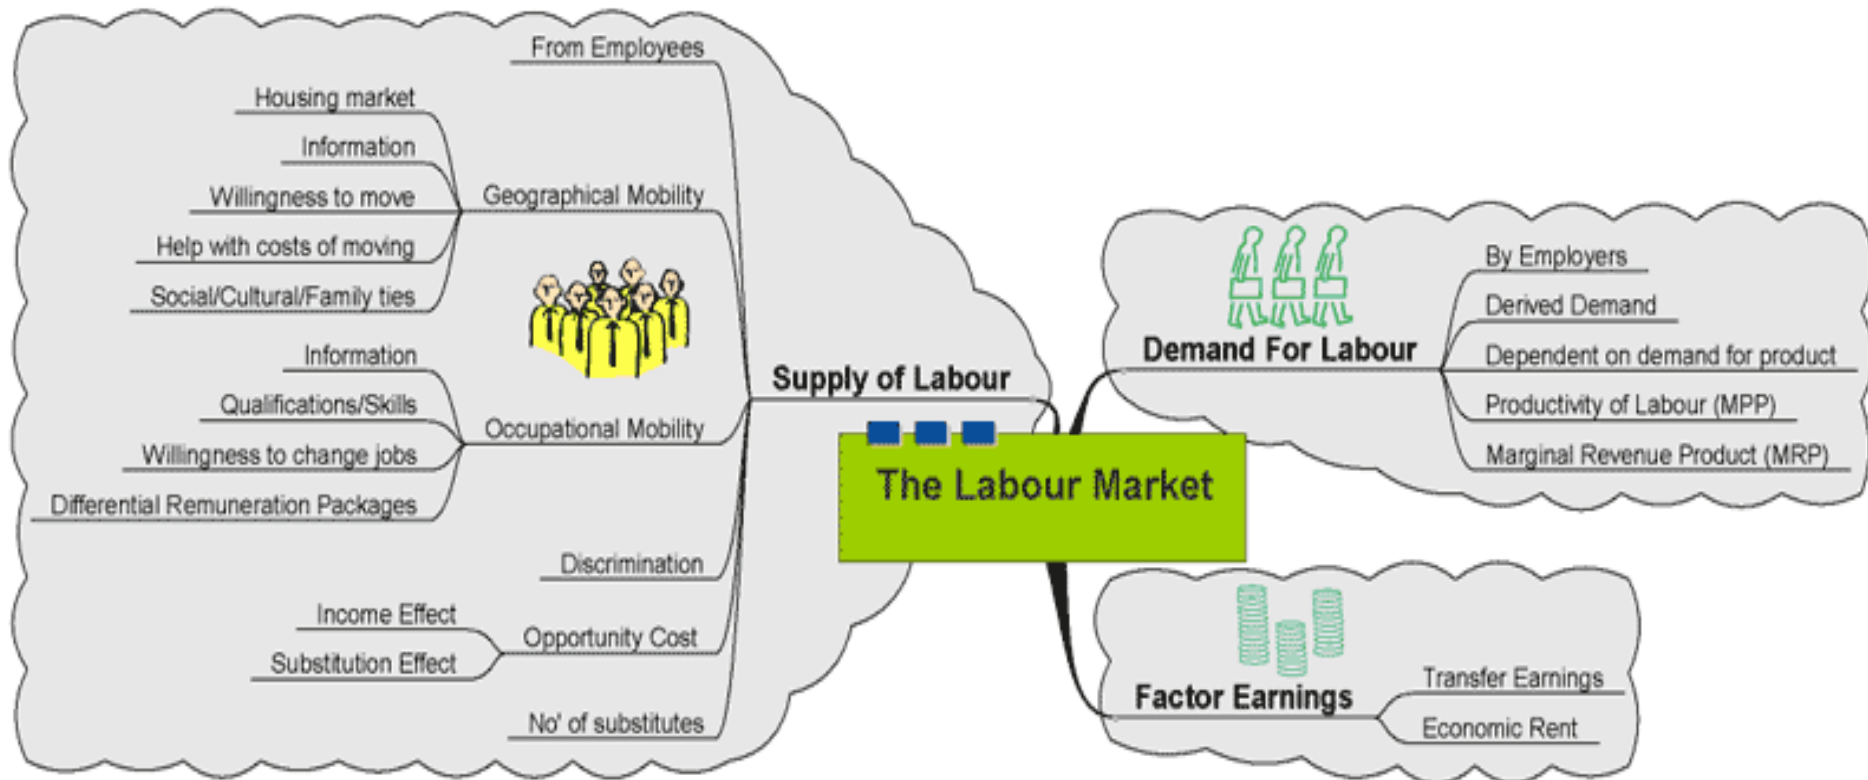 From Employees
Housing market
Information
Willingness to move
Help with costs of moving
Social/Cultural/Family ties
Geographical Mobility
Information
Qualifications/Skills
Willingness to change jobs
Differential Remuneration Packages
Occupational Mobility
Discrimination
Income Effect
Substitution Effect
Opportunity Cost
No' of substitutes
Supply of Labour
The Labour Market
Demand For Labour
By Employers
Derived Demand
Dependent on demand for product
Productivity of Labour (MPP)
Marginal Revenue Product (MRP)
Factor Earnings
Transfer Earnings
Economic Rent